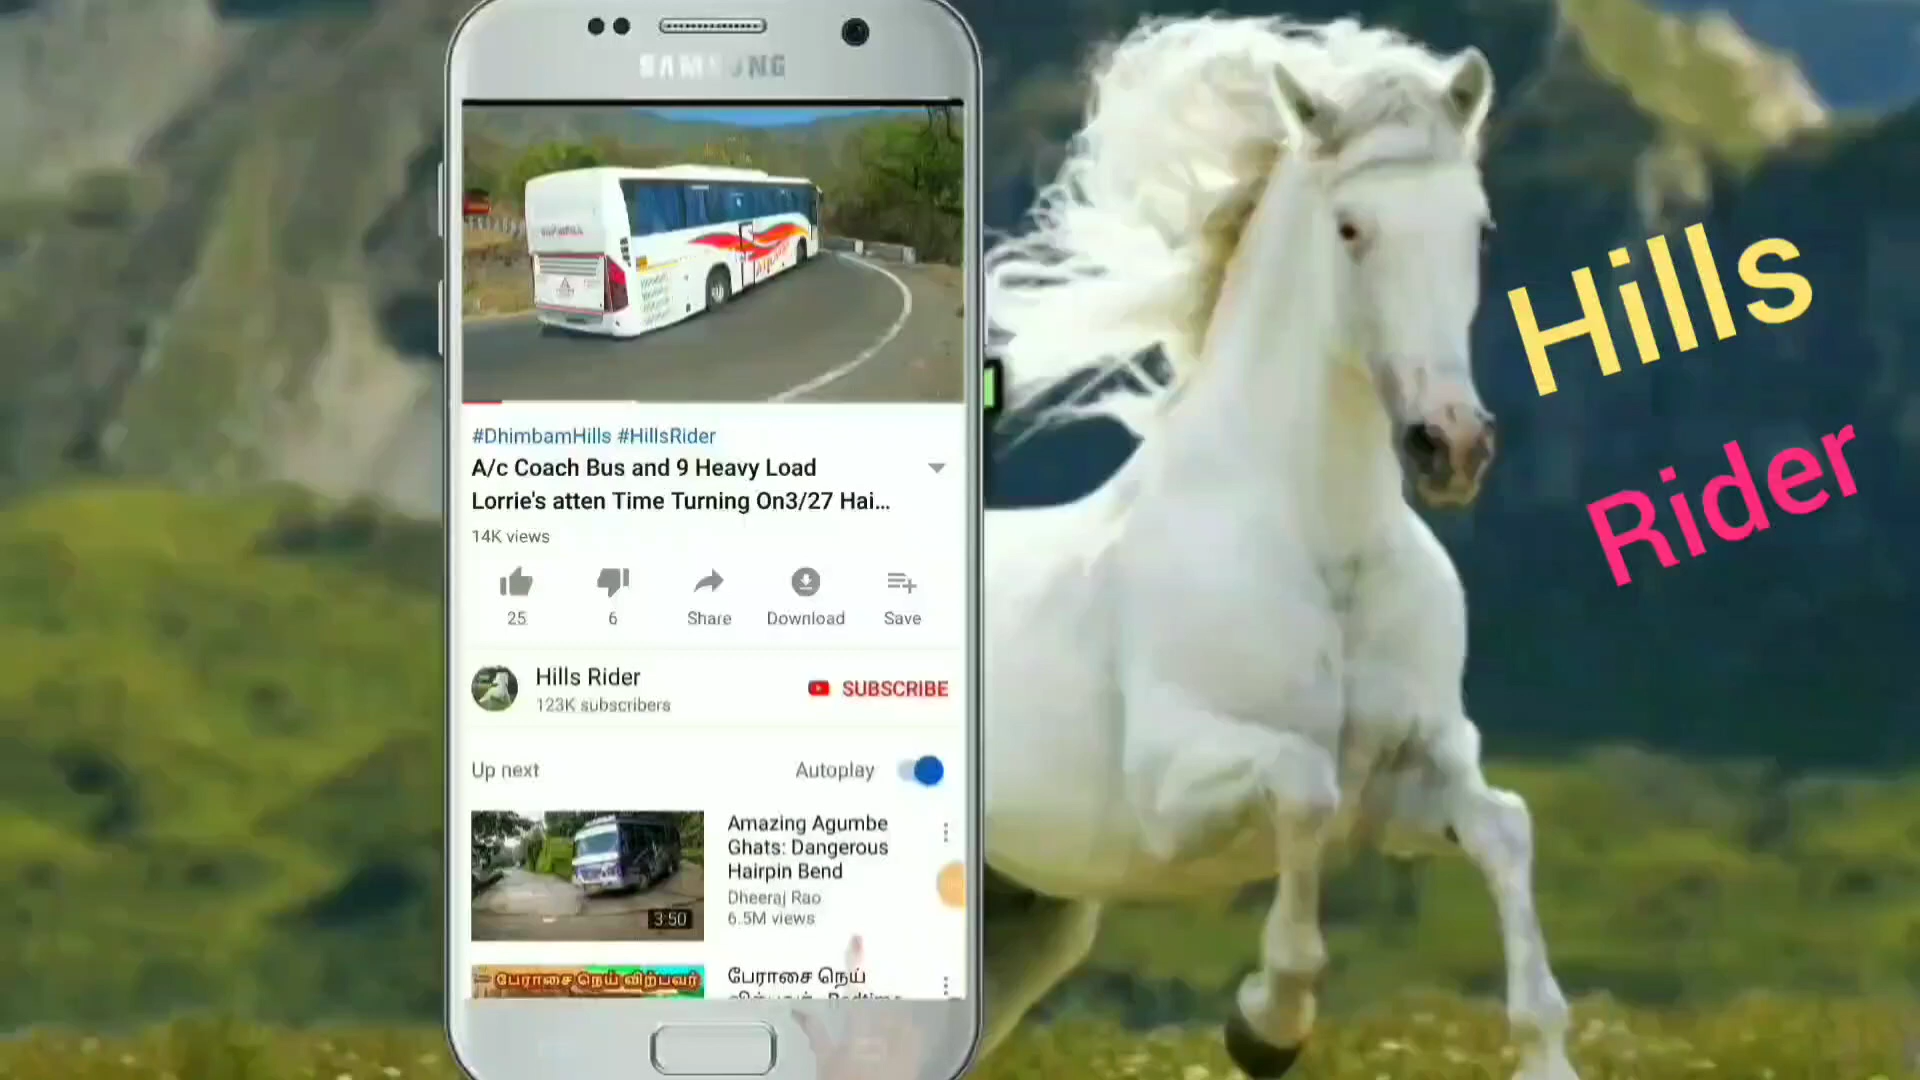 SAMSUNG
#DhimbamHills #HillsRider
A/c Coach Bus and 9 Heavy Load
Lorrie's atten Time Turning On3/27 Hai...
14K views
25
6
Share
Download
Save
Hills Rider
123K subscribers
SUBSCRIBE
Up next
Autoplay
3:50
Amazing Agumbe
Ghats: Dangerous
Hairpin Bend
Dheeraj Rao
6.5M views
பேராசை நெய் விற்பவர்
பேராசை நெய்
Hills
Rider